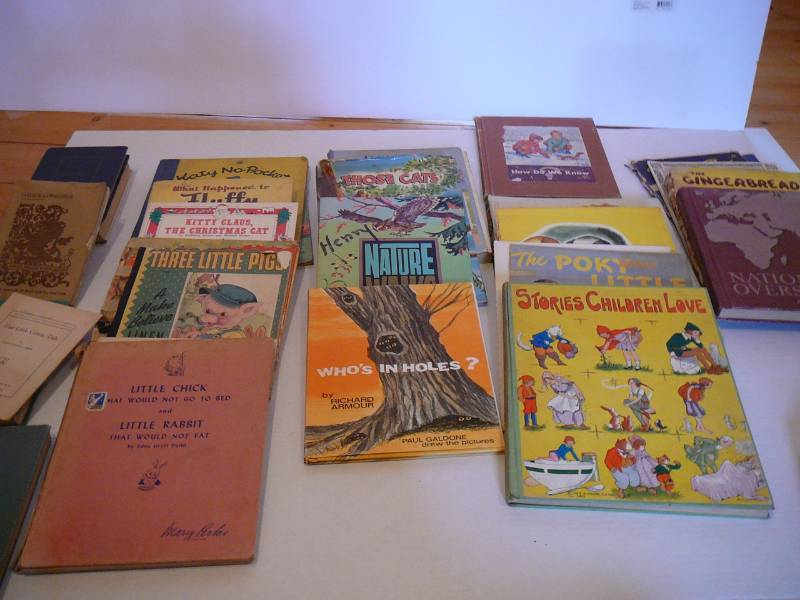 Katy No-Pocket
What Happened to
Fluffy
KITTY CLAUS,
THE CHRISTMAS CAT
THREE LITTLE PIGS
A
Make
Believe
LINEN
LITTLE CHICK
THAT WOULD NOT GO TO BED
and
LITTLE RABBIT
THAT WOULD NOT EAT
THOSE CATS
Henry
NATURE
WHO'S IN HOLES?
by
RICHARD
ARMOUR
PAUL GALDONE
drew the pictures
How Do We Know
The POKY
LITTLE
STORIES CHILDREN LOVE
THE
GINGERBREAD
NATION
OVERS